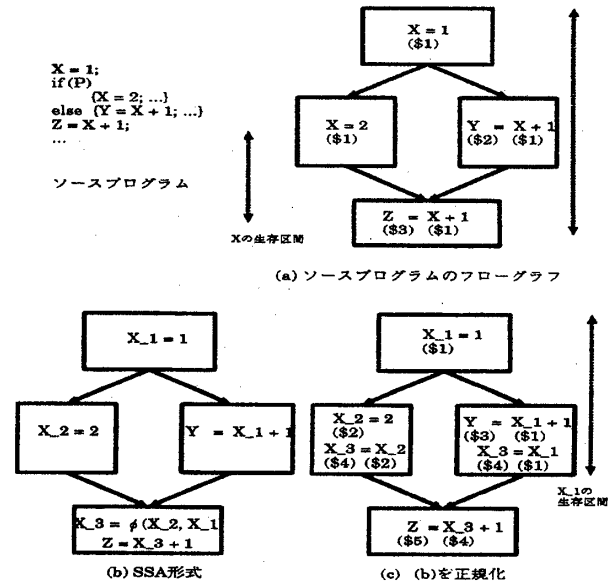 X = 1;
if (P)
{X = 2; ...}
else {Y = X + 1; ...}
Z = X + 1;
...
ソースプログラム
Xの生存区間
X = 1
($1)
X = 2
($1)
Y = X + 1
($2) ($1)
Z = X + 1
($3) ($1)
(a) ソースプログラムのフローグラフ
X_1 = 1
X_2 = 2
Y = X_1 + 1
X_3 = φ(X_2, X_1
Z = X_3 + 1
(b) SSA形式
X_1 = 1
($1)
X_2 = 2
($2)
X_3 = X_2
($4) ($2)
Y = X_1 + 1
($3) ($1)
X_3 = X_1
($4) ($1)
Z = X_3 + 1
($5) ($4)
X_1の
生存区間
(c) (b)を正規化